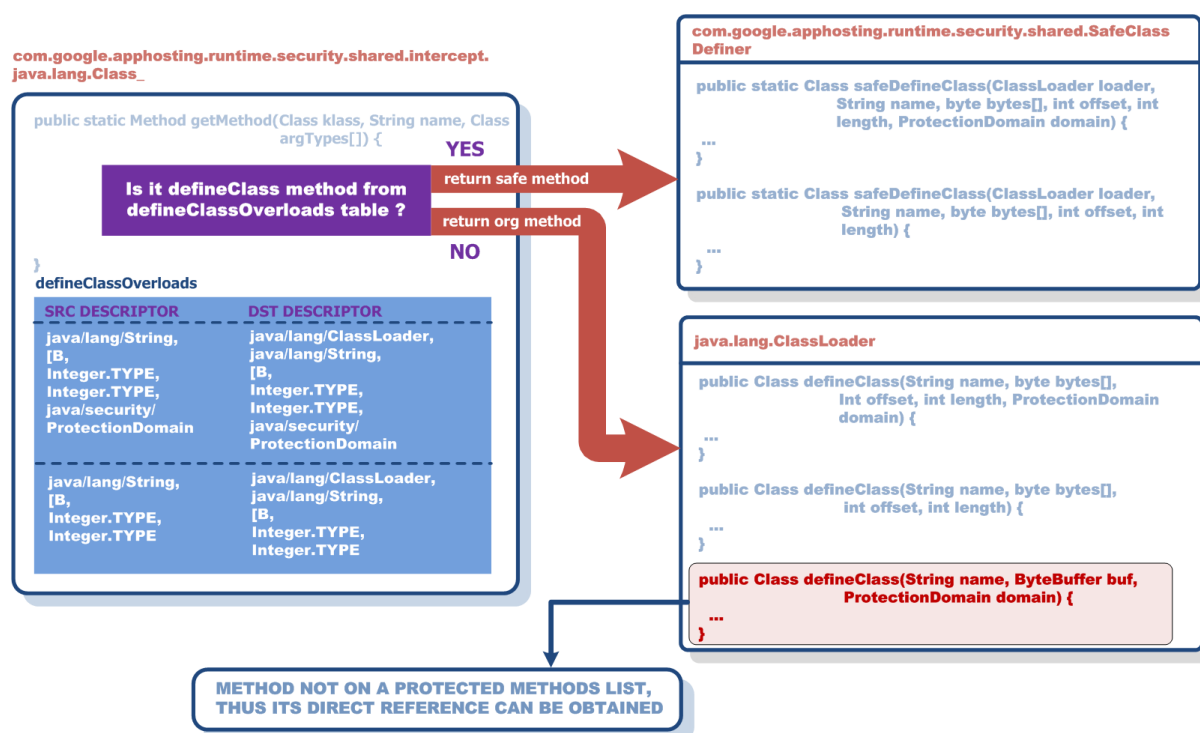 com.google.apphosting.runtime.security.shared.intercept.
java.lang.Class_
public static Method getMethod(Class klass, String name, Class
argTypes[]) {
YES
Is it defineClass method from
defineClassOverloads table ?
return safe method
return org method
NO
}
defineClassOverloads
SRC DESCRIPTOR
DST DESCRIPTOR
java/lang/String,
[B,
Integer.TYPE,
Integer.TYPE,
java/security/
ProtectionDomain
java/lang/ClassLoader,
java/lang/String,
[B,
Integer.TYPE,
Integer.TYPE,
java/security/
ProtectionDomain
java/lang/String,
[B,
Integer.TYPE,
Integer.TYPE
java/lang/ClassLoader,
java/lang/String,
[B,
Integer.TYPE,
Integer.TYPE
com.google.apphosting.runtime.security.shared.SafeClass
Definer
public static Class safeDefineClass(ClassLoader loader,
String name, byte bytes[], int offset, int
length, ProtectionDomain domain) {
...
}
public static Class safeDefineClass(ClassLoader loader,
String name, byte bytes[], int offset, int
length) {
...
}
java.lang.ClassLoader
public Class defineClass(String name, byte bytes[],
Int offset, int length, ProtectionDomain
domain) {
...
}
public Class defineClass(String name, byte bytes[],
int offset, int length) {
...
}
public Class defineClass(String name, ByteBuffer buf,
ProtectionDomain domain) {
...
}
METHOD NOT ON A PROTECTED METHODS LIST,
THUS ITS DIRECT REFERENCE CAN BE OBTAINED